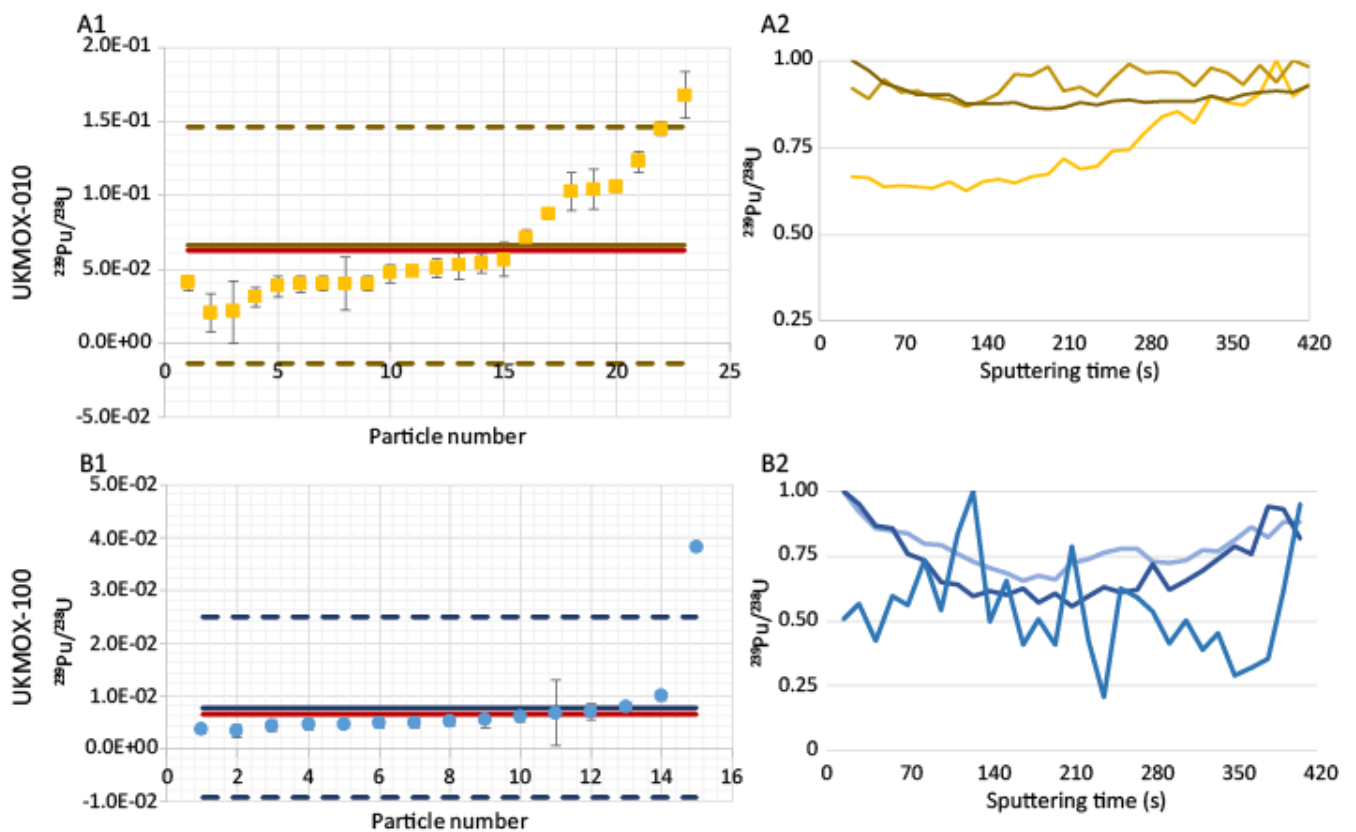 A1
2.0E-01
1.5E-01
1.0E-01
5.0E-02
0.0E+00
-5.0E-02
0 5 10 15 20 25
Particle number
UKMOX-010
²³⁹Pu/²³⁸U
A2
1.00
0.75
0.50
0.25
0 70 140 210 280 350 420
Sputtering time (s)
²³⁹Pu/²³⁸U
B1
5.0E-02
4.0E-02
3.0E-02
2.0E-02
1.0E-02
0.0E+00
-1.0E-02
0 2 4 6 8 10 12 14 16
Particle number
UKMOX-100
²³⁹Pu/²³⁸U
B2
1.00
0.75
0.50
0.25
0
0 70 140 210 280 350 420
Sputtering time (s)
²³⁹Pu/²³⁸U